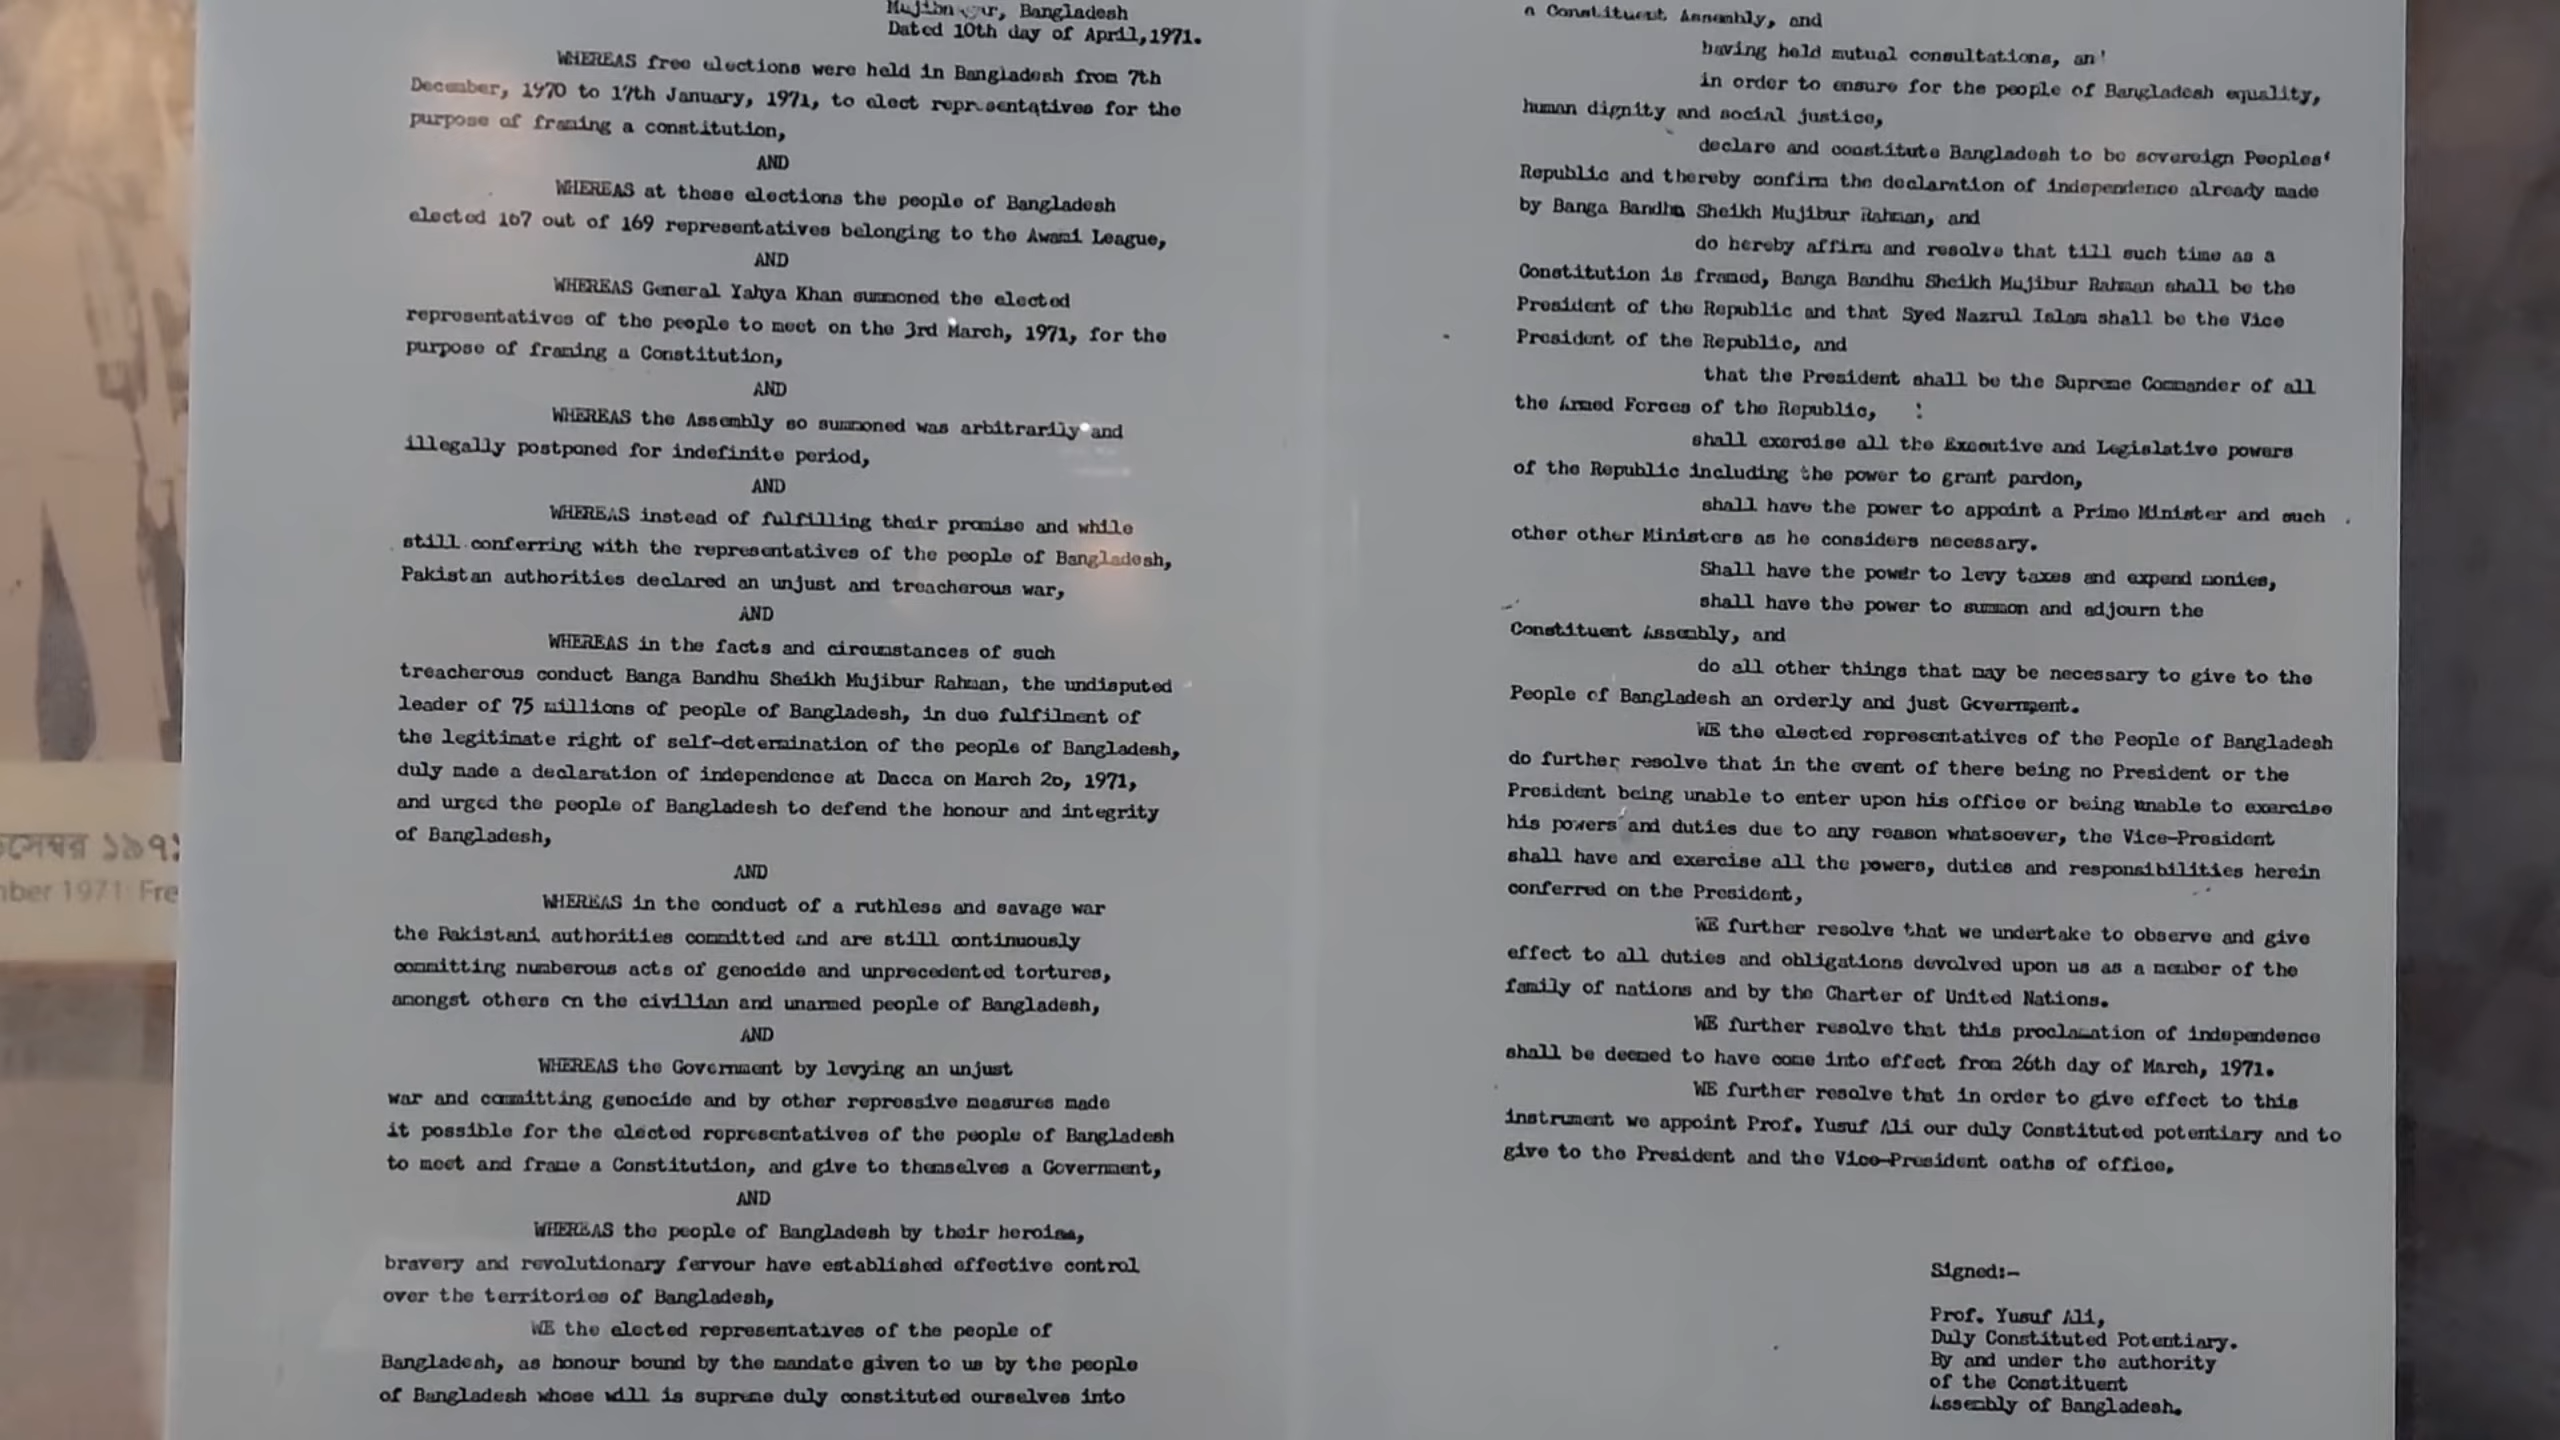 Mujibnagar, Bangladesh
Dated 10th day of April,1971.
WHEREAS free elections were held in Bangladesh from 7th
December, 1970 to 17th January, 1971, to elect representatives for the
purpose of framing a constitution,
AND
WHEREAS at these elections the people of Bangladesh
elected 167 out of 169 representatives belonging to the Awami League,
AND
WHEREAS General Yahya Khan summoned the elected
representatives of the people to meet on the 3rd March, 1971, for the
purpose of framing a Constitution,
AND
WHEREAS the Assembly so summoned was arbitrarily and
illegally postponed for indefinite period,
AND
WHEREAS instead of fulfilling their promise and while
still conferring with the representatives of the people of Bangladesh,
Pakistan authorities declared an unjust and treacherous war,
AND
WHEREAS in the facts and circumstances of such
treacherous conduct Banga Bandhu Sheikh Mujibur Rahman, the undisputed
leader of 75 millions of people of Bangladesh, in due fulfilment of
the legitimate right of self-determination of the people of Bangladesh,
duly made a declaration of independence at Dacca on March 26, 1971,
and urged the people of Bangladesh to defend the honour and integrity
of Bangladesh,
AND
WHEREAS in the conduct of a ruthless and savage war
the Pakistani authorities committed and are still continuously
committing numberous acts of genocide and unprecedented tortures,
amongst others on the civilian and unarmed people of Bangladesh,
AND
WHEREAS the Government by levying an unjust
war and committing genocide and by other repressive measures made
it possible for the elected representatives of the people of Bangladesh
to meet and frame a Constitution, and give to themselves a Government,
AND
WHEREAS the people of Bangladesh by their heroism,
bravery and revolutionary fervour have established effective control
over the territories of Bangladesh,
WE the elected representatives of the people of
Bangladesh, as honour bound by the mandate given to us by the people
of Bangladesh whose will is supreme duly constituted ourselves into
a Constituent Assembly, and
having held mutual consultations, an
in order to ensure for the people of Bangladesh equality,
human dignity and social justice,
declare and constitute Bangladesh to be sovereign Peoples'
Republic and thereby confirm the declaration of independence already made
by Banga Bandhu Sheikh Mujibur Rahman, and
do hereby affirm and resolve that till such time as a
Constitution is framed, Banga Bandhu Sheikh Mujibur Rahman shall be the
President of the Republic and that Syed Nazrul Islam shall be the Vice
President of the Republic, and
that the President shall be the Supreme Commander of all
the Armed Forces of the Republic,
shall exercise all the Executive and Legislative powers
of the Republic including the power to grant pardon,
shall have the power to appoint a Prime Minister and such
other other Ministers as he considers necessary.
Shall have the power to levy taxes and expend monies,
shall have the power to summon and adjourn the
Constituent Assembly, and
do all other things that may be necessary to give to the
People of Bangladesh an orderly and just Government.
WE the elected representatives of the People of Bangladesh
do further resolve that in the event of there being no President or the
President being unable to enter upon his office or being unable to exercise
his powers and duties due to any reason whatsoever, the Vice-President
shall have and exercise all the powers, duties and responsibilities herein
conferred on the President,
WE further resolve that we undertake to observe and give
effect to all duties and obligations devolved upon us as a member of the
family of nations and by the Charter of United Nations.
WE further resolve that this proclamation of independence
shall be deemed to have come into effect from 26th day of March, 1971.
WE further resolve that in order to give effect to this
instrument we appoint Prof. Yusuf Ali our duly Constituted potentiary and to
give to the President and the Vice-President oaths of office.
Signed:-
Prof. Yusuf Ali,
Duly Constituted Potentiary.
By and under the authority
of the Constituent
Assembly of Bangladesh.
1971 Fre